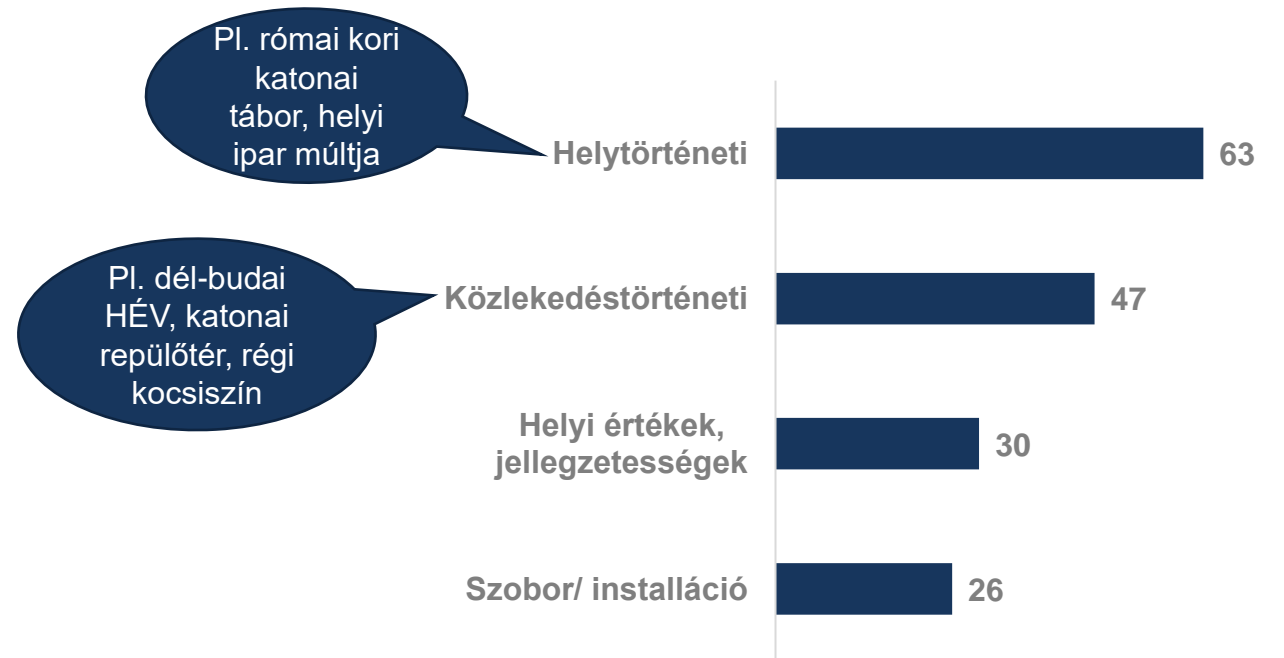 Pl. római kori
katonai
tábor, helyi
ipar múltja
Helytörténeti
63
Pl. dél-budai
HÉV, katonai
repülőtér, régi
kocsiszín
Közlekedéstörténeti
47
Helyi értékek,
jellegzetességek
30
Szobor/ installáció
26